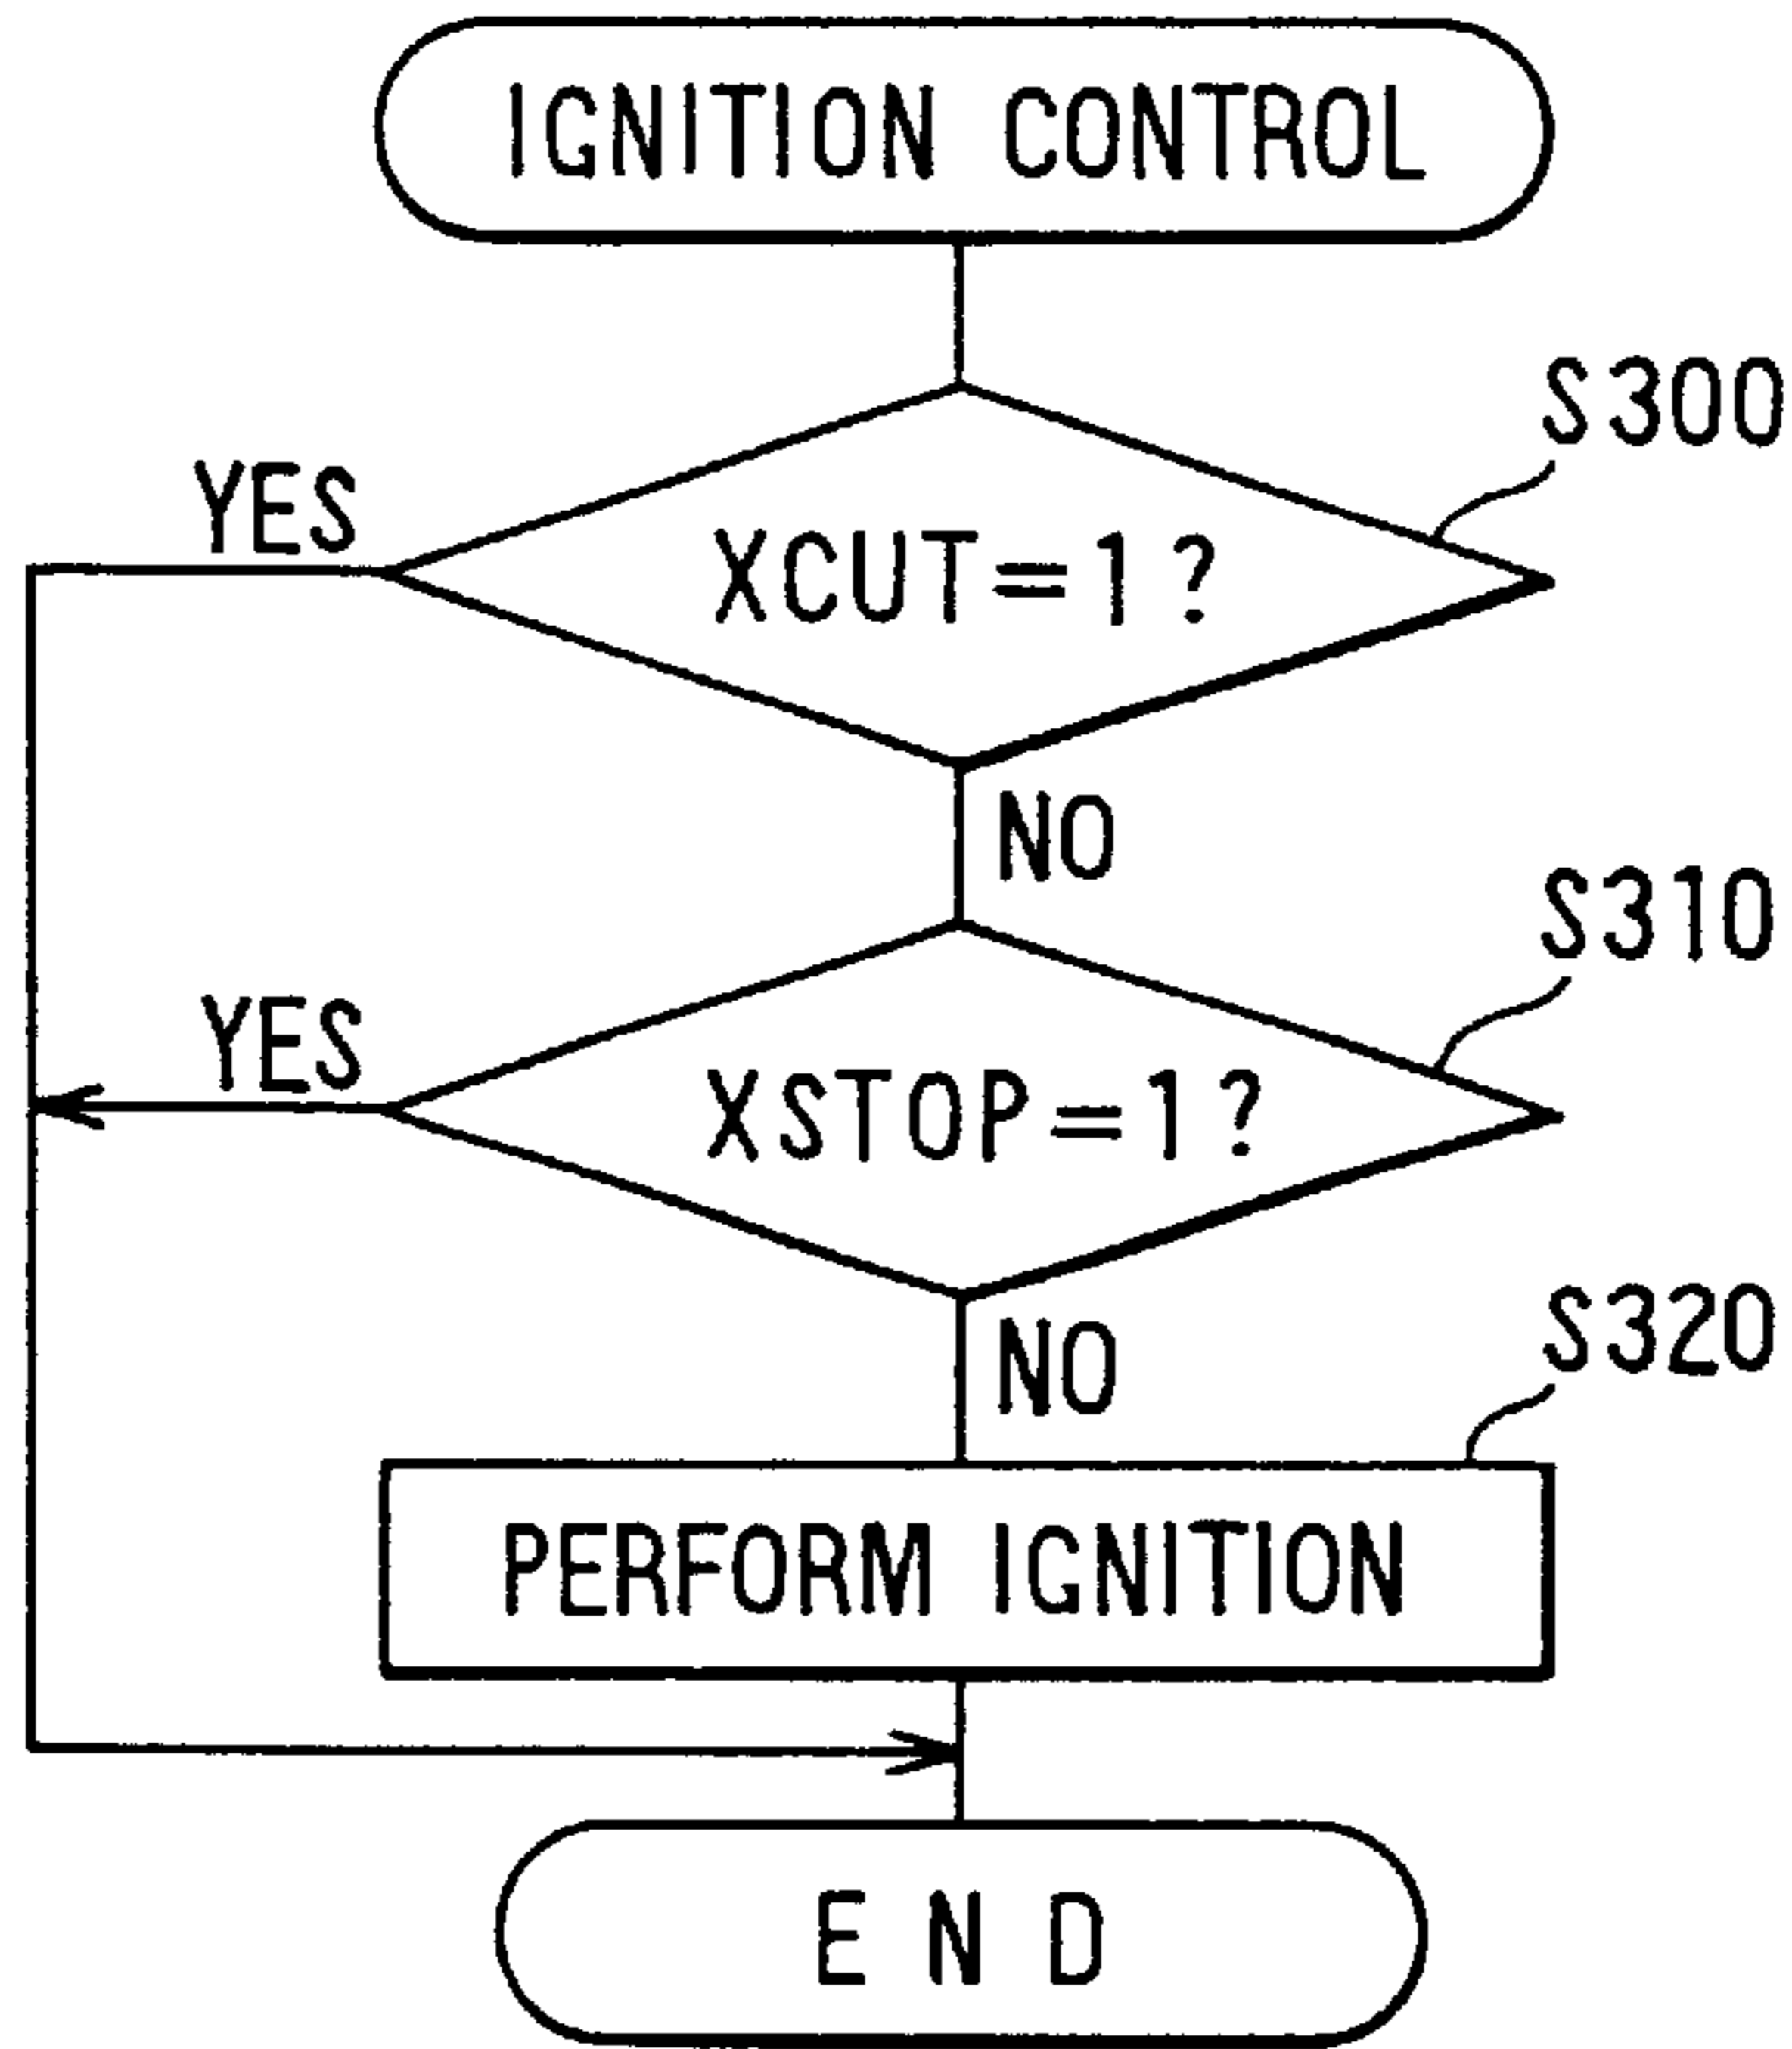 IGNITION CONTROL
S300
YES
XCUT=1?
NO
S310
YES
XSTOP=1?
NO
S320
PERFORM IGNITION
END